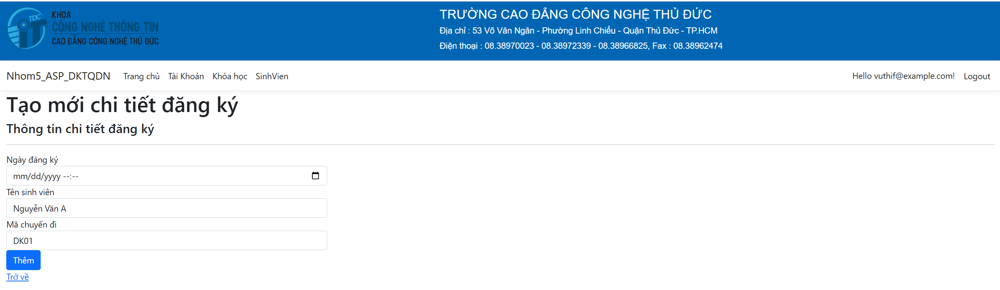 TDC
iT
KHOA
CÔNG NGHỆ THÔNG TIN
CAO ĐẲNG CÔNG NGHỆ THỦ ĐỨC
TRƯỜNG CAO ĐẲNG CÔNG NGHỆ THỦ ĐỨC
Địa chỉ : 53 Võ Văn Ngân - Phường Linh Chiểu - Quận Thủ Đức - TP.HCM
Điện thoại : 08.38970023 - 08.38972339 - 08.38966825, Fax : 08.38962474
Nhom5_ASP_DKTQDN Trang chủ Tài Khoản Khóa học SinhVien Hello vuthif@example.com! Logout
Tạo mới chi tiết đăng ký
Thông tin chi tiết đăng ký
Ngày đăng ký
mm/dd/yyyy --:--
Tên sinh viên
Nguyễn Văn A
Mã chuyến đi
DK01
Thêm
Trở về